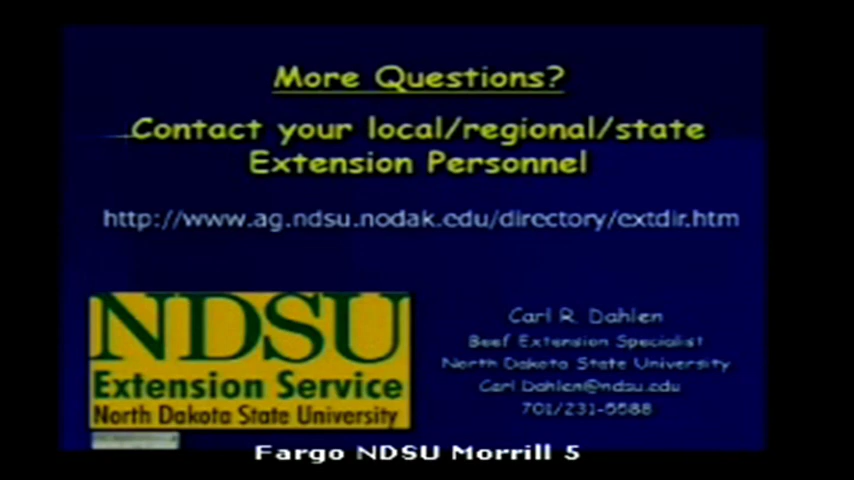 More Questions?
Contact your local/regional/state
Extension Personnel
http://www.ag.ndsu.nodak.edu/directory/extdir.htm
NDSU
Extension Service
North Dakota State University
Carl R. Dahlen
Beef Extension Specialist
North Dakota State University
Carl.Dahlen@ndsu.edu
701/231-5588
Fargo NDSU Morrill 5